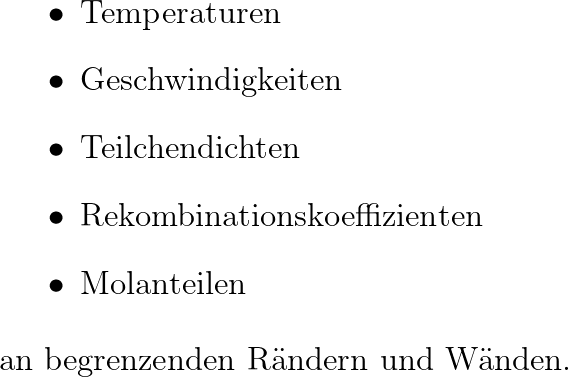 • Temperaturen
• Geschwindigkeiten
• Teilchendichten
• Rekombinationskoeffizienten
• Molanteilen
an begrenzenden Rändern und Wänden.